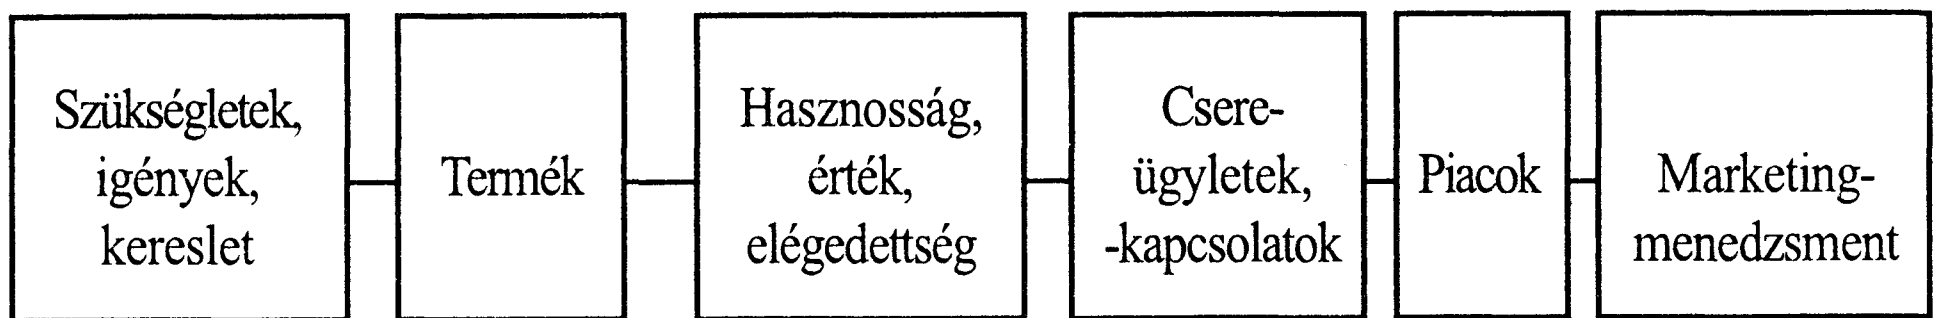 Szükségletek,
igények,
kereslet
Termék
Hasznosság,
érték,
elégedettség
Csere-
ügyletek,
-kapcsolatok
Piacok
Marketing-
menedzsment